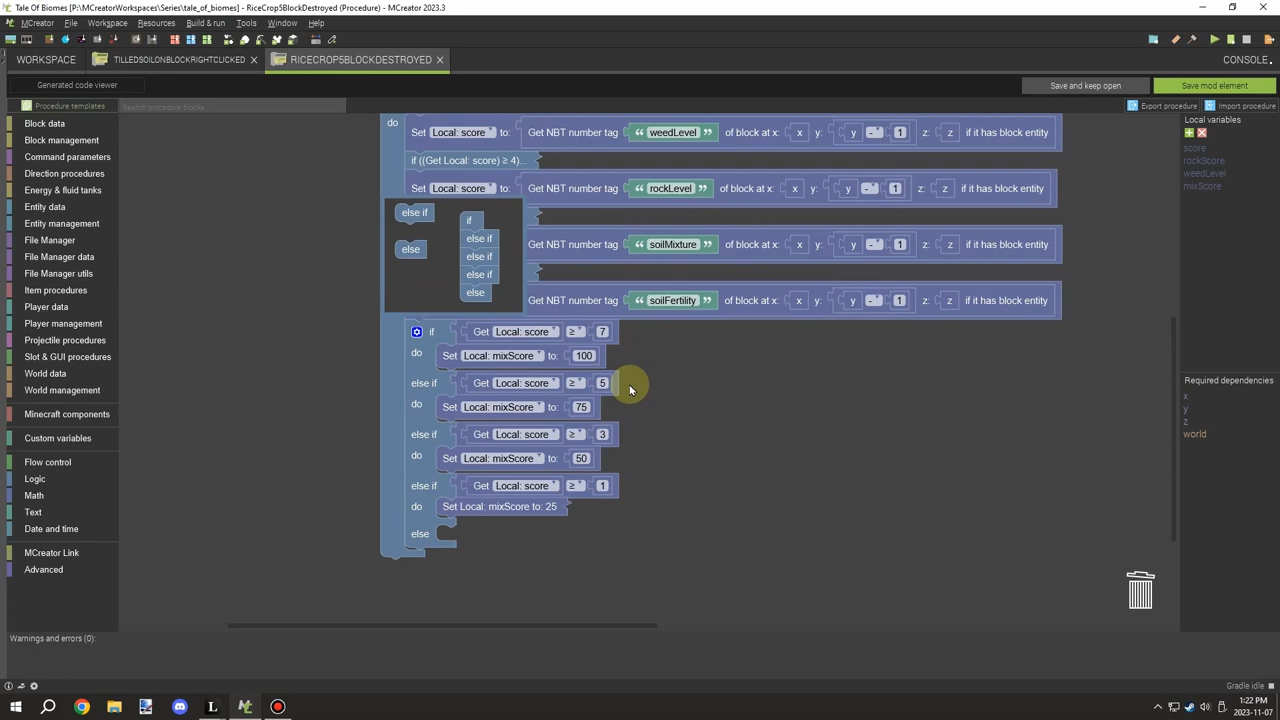 Tale Of Biomes [P:\MCreatorWorkspaces\Series\tale_of_biomes] - RiceCrop5BlockDestroyed (Procedure) - MCreator 2023.3
MCreator File Workspace Resources Build & run Tools Window Help
WORKSPACE TILLEDSOILONBLOCKRIGHTCLICKED RICECROP5BLOCKDESTROYED CONSOLE
Generated code viewer Save and keep open Save mod element
Procedure templates Search procedure blocks Export procedure Import procedure
Block data
Block management
Command parameters
Direction procedures
Energy & fluid tanks
Entity data
Entity management
File Manager
File Manager data
File Manager utils
Item procedures
Player data
Player management
Projectile procedures
Slot & GUI procedures
World data
World management
Minecraft components
Custom variables
Flow control
Logic
Math
Text
Date and time
MCreator Link
Advanced
do
Set Local: score to: Get NBT number tag “ weedLevel ” of block at x: x y: y - 1 z: z if it has block entity
if ((Get Local: score) ≥ 4)...
Set Local: score to: Get NBT number tag “ rockLevel ” of block at x: x y: y - 1 z: z if it has block entity
Get NBT number tag “ soilMixture ” of block at x: x y: y - 1 z: z if it has block entity
Get NBT number tag “ soilFertility ” of block at x: x y: y - 1 z: z if it has block entity
else if
else
if
else if
else if
else if
else
if Get Local: score ≥ 7
do Set Local: mixScore to: 100
else if Get Local: score ≥ 5
do Set Local: mixScore to: 75
else if Get Local: score ≥ 3
do Set Local: mixScore to: 50
else if Get Local: score ≥ 1
do Set Local: mixScore to: 25
else
Local variables
score
rockScore
weedLevel
mixScore
Required dependencies
x
y
z
world
Warnings and errors (0):
Gradle idle
1:22 PM
2023-11-07